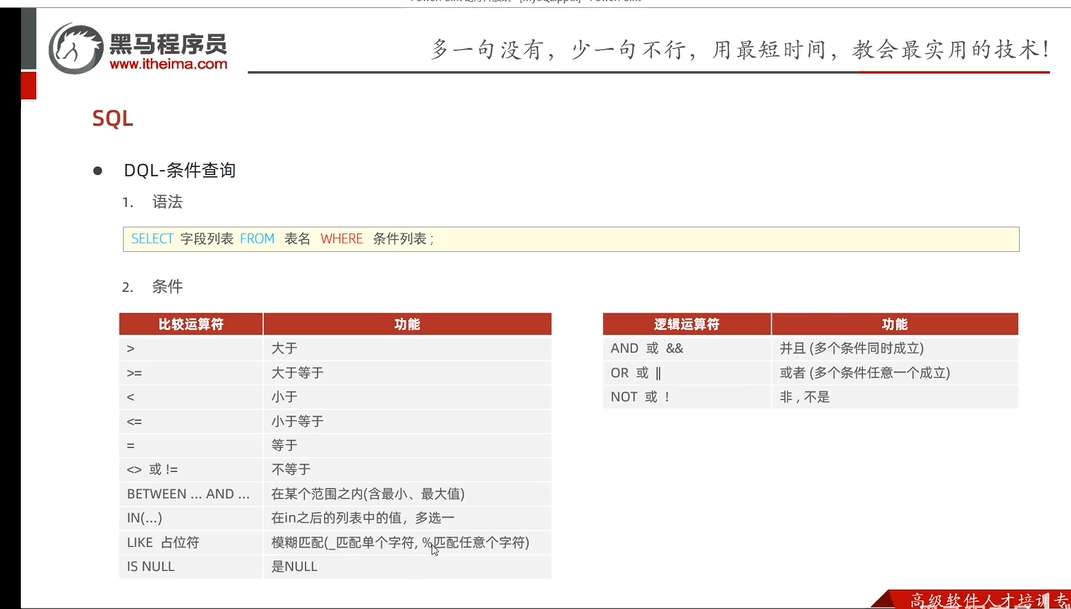 黑马程序员
www.itheima.com
多一句没有，少一句不行，用最短时间，教会最实用的技术！
SQL
● DQL-条件查询
1. 语法
SELECT 字段列表 FROM 表名 WHERE 条件列表 ;
2. 条件
比较运算符 功能
> 大于
>= 大于等于
< 小于
<= 小于等于
= 等于
<> 或 != 不等于
BETWEEN ... AND ... 在某个范围之内(含最小、最大值)
IN(...) 在in之后的列表中的值，多选一
LIKE 占位符 模糊匹配(_匹配单个字符, %匹配任意个字符)
IS NULL 是NULL
逻辑运算符 功能
AND 或 && 并且 (多个条件同时成立)
OR 或 || 或者 (多个条件任意一个成立)
NOT 或 ! 非 , 不是
高级软件人才培训专